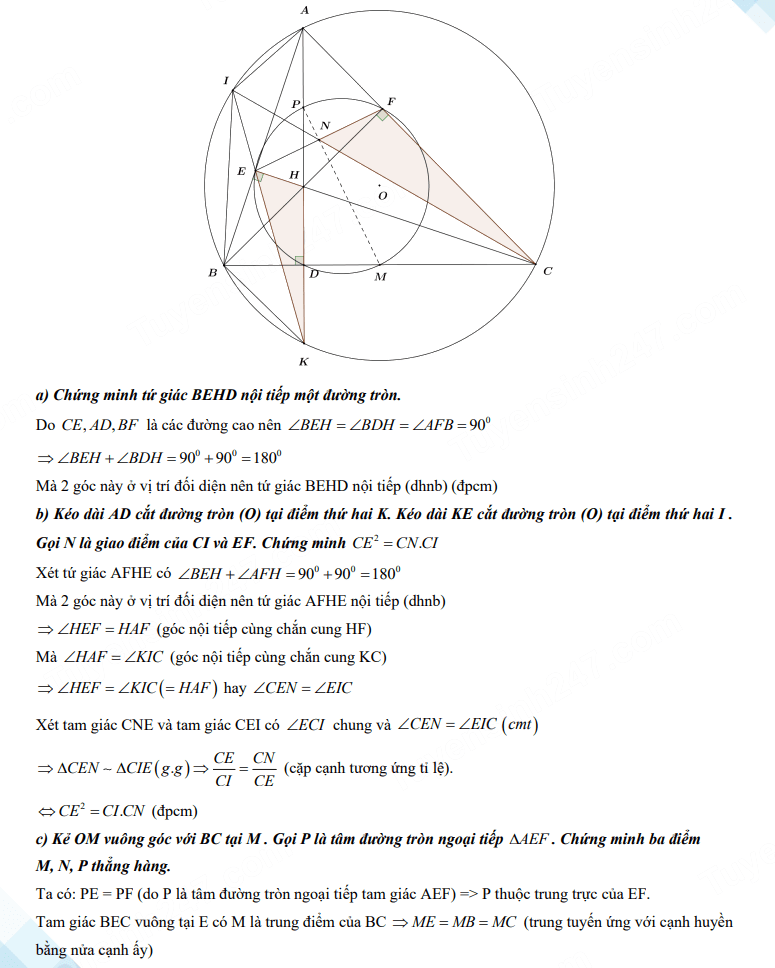 A
I
P
F
N
E
H
O
B
D
M
C
K
a) Chứng minh tứ giác BEHD nội tiếp một đường tròn.
Do CE, AD, BF là các đường cao nên ∠BEH = ∠BDH = ∠AFB = 90⁰
⇒ ∠BEH + ∠BDH = 90⁰ + 90⁰ = 180⁰
Mà 2 góc này ở vị trí đối diện nên tứ giác BEHD nội tiếp (dhnb) (đpcm)
b) Kéo dài AD cắt đường tròn (O) tại điểm thứ hai K. Kéo dài KE cắt đường tròn (O) tại điểm thứ hai I .
Gọi N là giao điểm của CI và EF. Chứng minh CE² = CN.CI
Xét tứ giác AFHE có ∠BEH + ∠AFH = 90⁰ + 90⁰ = 180⁰
Mà 2 góc này ở vị trí đối diện nên tứ giác AFHE nội tiếp (dhnb)
⇒ ∠HEF = HAF (góc nội tiếp cùng chắn cung HF)
Mà ∠HAF = ∠KIC (góc nội tiếp cùng chắn cung KC)
⇒ ∠HEF = ∠KIC(= HAF) hay ∠CEN = ∠EIC
Xét tam giác CNE và tam giác CEI có ∠ECI chung và ∠CEN = ∠EIC (cmt)
⇒ ΔCEN ~ ΔCIE(g.g) ⇒ CE/CI = CN/CE (cặp cạnh tương ứng tỉ lệ).
⇔ CE² = CI.CN (đpcm)
c) Kẻ OM vuông góc với BC tại M . Gọi P là tâm đường tròn ngoại tiếp ΔAEF . Chứng minh ba điểm
M, N, P thẳng hàng.
Ta có: PE = PF (do P là tâm đường tròn ngoại tiếp tam giác AEF) => P thuộc trung trực của EF.
Tam giác BEC vuông tại E có M là trung điểm của BC ⇒ ME = MB = MC (trung tuyến ứng với cạnh huyền
bằng nửa cạnh ấy)